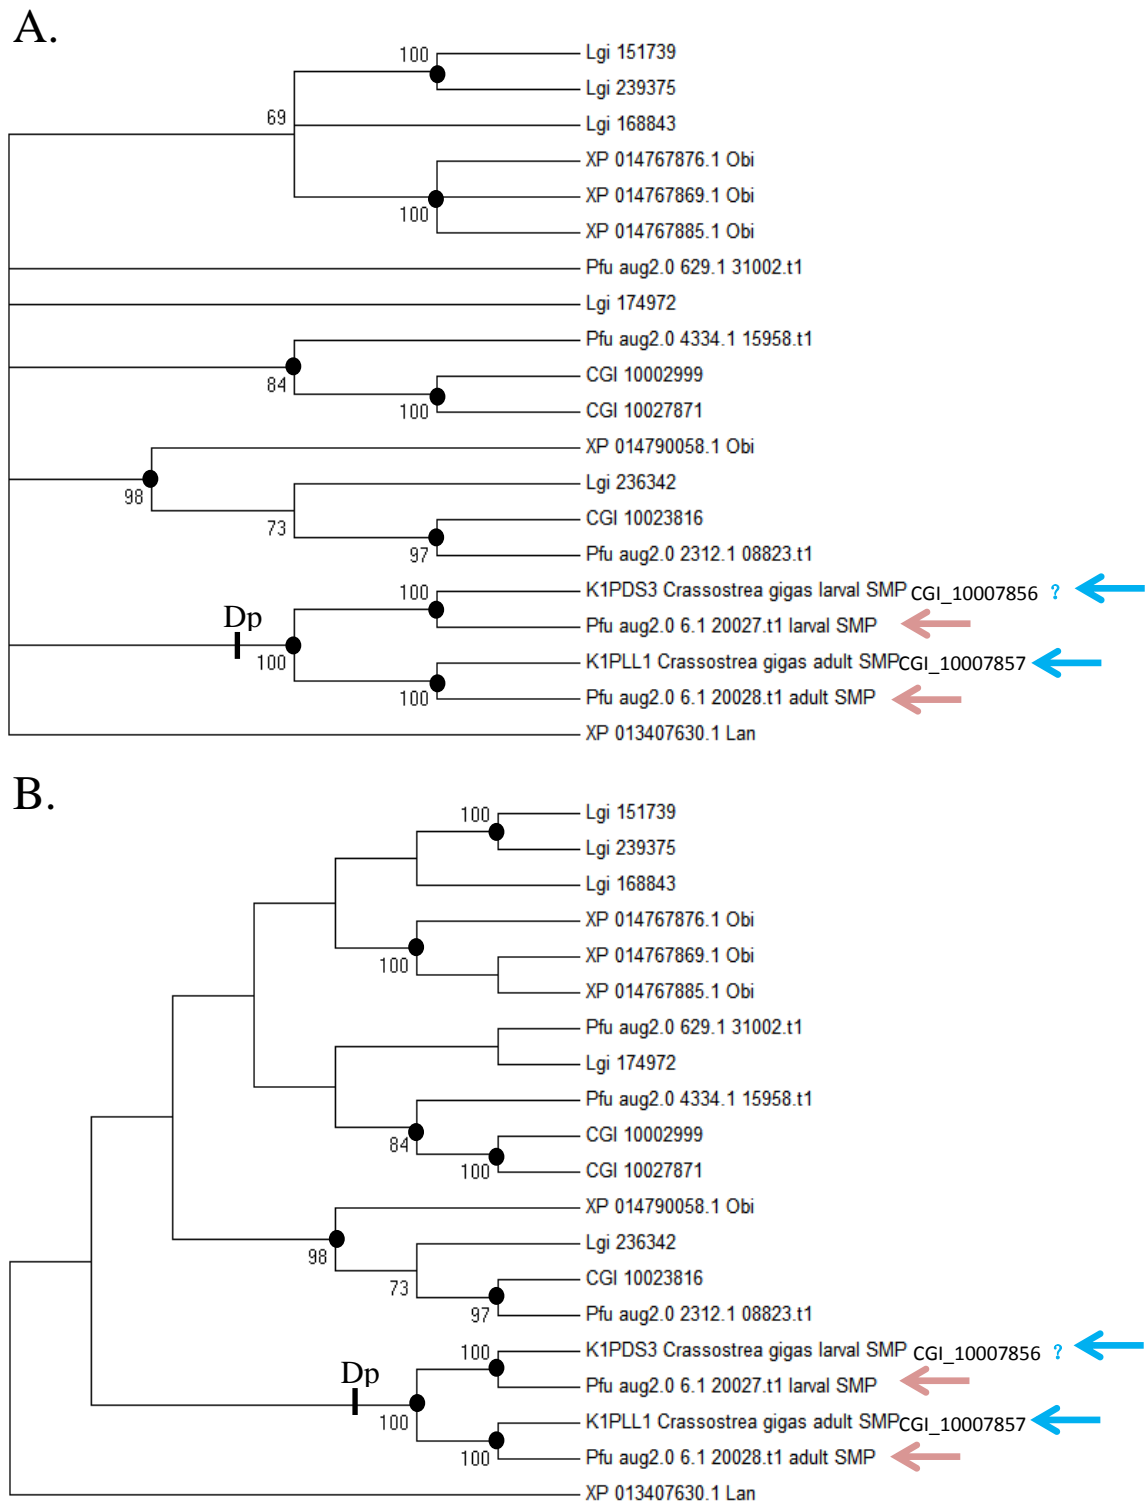 A.
100
Lgi 151739
Lgi 239375
69
Lgi 168843
XP 014767876.1 Obi
XP 014767869.1 Obi
100
XP 014767885.1 Obi
Pfu aug2.0 629.1 31002.t1
Lgi 174972
Pfu aug2.0 4334.1 15958.t1
84
CGI 10002999
100
CGI 10027871
XP 014790058.1 Obi
98
Lgi 236342
73
CGI 10023816
97
Pfu aug2.0 2312.1 08823.t1
100
K1PDS3 Crassostrea gigas larval SMP CGI_10007856 ?
Dp
Pfu aug2.0 6.1 20027.t1 larval SMP
100
K1PLL1 Crassostrea gigas adult SMP CGI_10007857
100
Pfu aug2.0 6.1 20028.t1 adult SMP
XP 013407630.1 Lan
B.
100
Lgi 151739
Lgi 239375
Lgi 168843
XP 014767876.1 Obi
100
XP 014767869.1 Obi
XP 014767885.1 Obi
Pfu aug2.0 629.1 31002.t1
Lgi 174972
Pfu aug2.0 4334.1 15958.t1
84
CGI 10002999
100
CGI 10027871
XP 014790058.1 Obi
98
Lgi 236342
73
CGI 10023816
97
Pfu aug2.0 2312.1 08823.t1
100
K1PDS3 Crassostrea gigas larval SMP CGI_10007856 ?
Dp
Pfu aug2.0 6.1 20027.t1 larval SMP
100
K1PLL1 Crassostrea gigas adult SMP CGI_10007857
100
Pfu aug2.0 6.1 20028.t1 adult SMP
XP 013407630.1 Lan